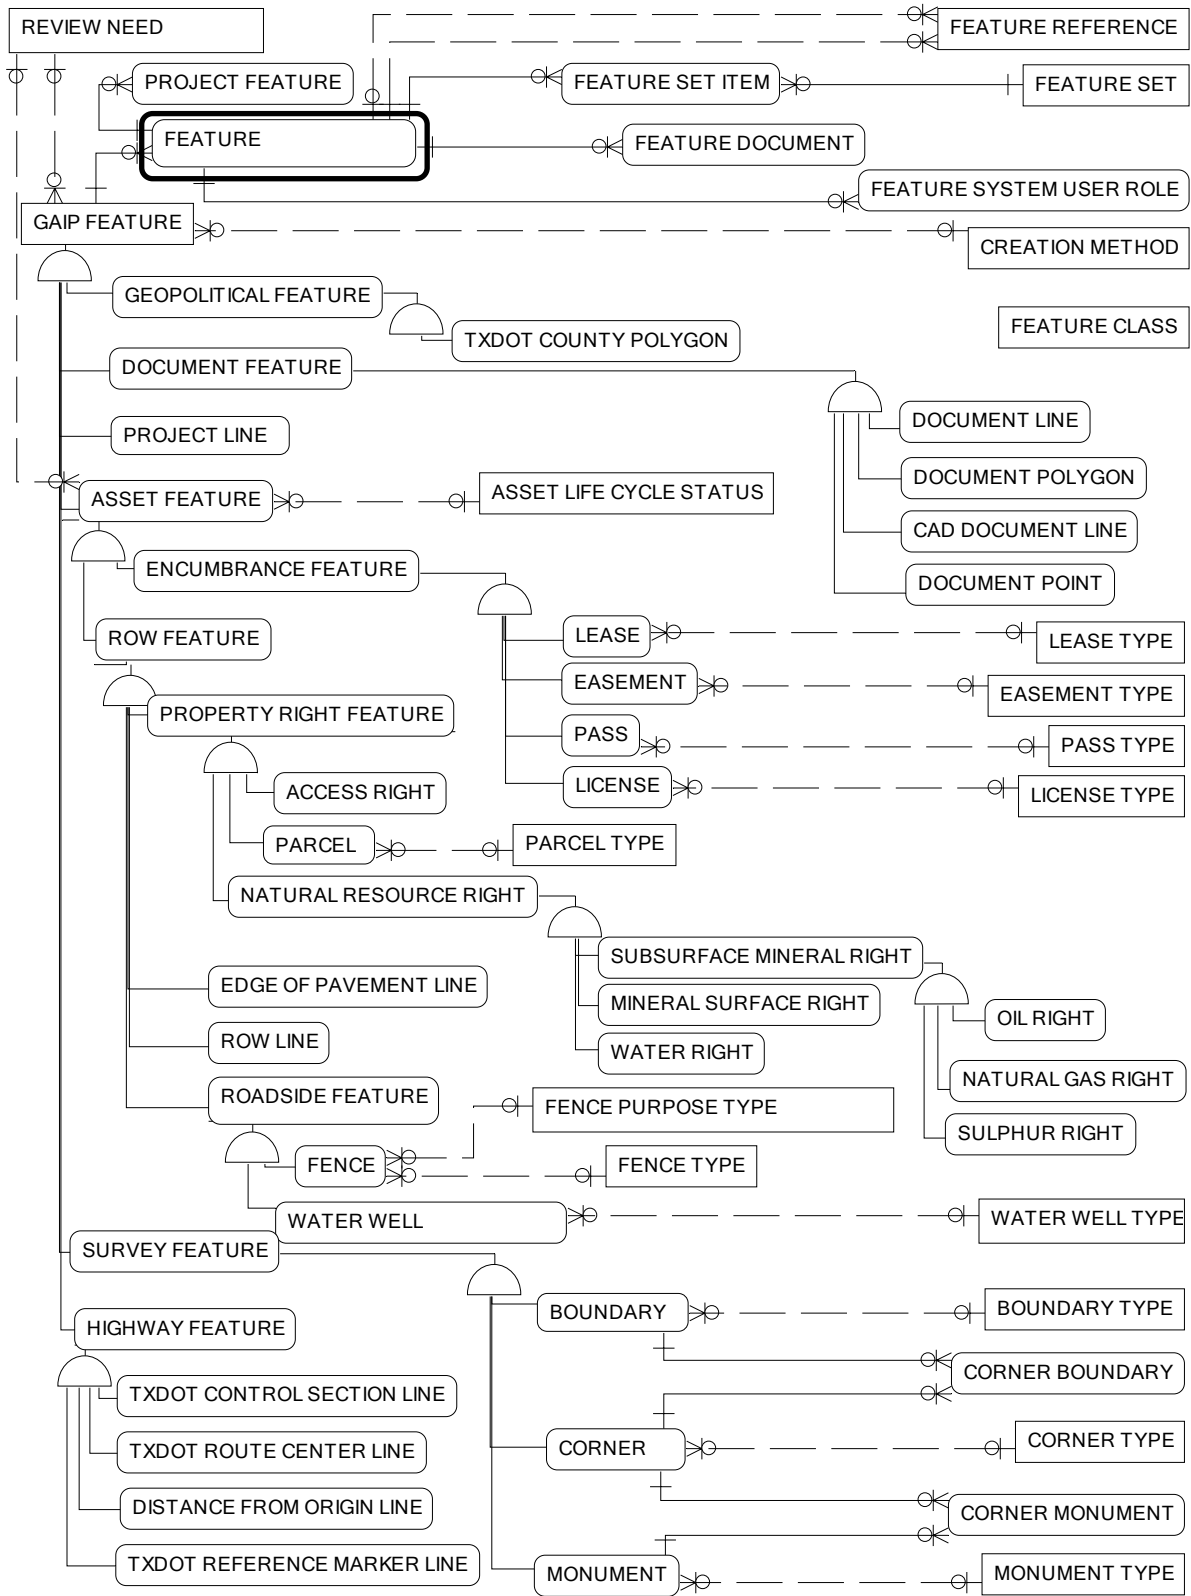 REVIEW NEED
FEATURE REFERENCE
PROJECT FEATURE
FEATURE SET ITEM
FEATURE SET
FEATURE
FEATURE DOCUMENT
FEATURE SYSTEM USER ROLE
GAIP FEATURE
CREATION METHOD
GEOPOLITICAL FEATURE
FEATURE CLASS
TXDOT COUNTY POLYGON
DOCUMENT FEATURE
DOCUMENT LINE
PROJECT LINE
DOCUMENT POLYGON
ASSET FEATURE
ASSET LIFE CYCLE STATUS
CAD DOCUMENT LINE
ENCUMBRANCE FEATURE
DOCUMENT POINT
ROW FEATURE
LEASE
LEASE TYPE
EASEMENT
EASEMENT TYPE
PROPERTY RIGHT FEATURE
PASS
PASS TYPE
ACCESS RIGHT
LICENSE
LICENSE TYPE
PARCEL
PARCEL TYPE
NATURAL RESOURCE RIGHT
SUBSURFACE MINERAL RIGHT
EDGE OF PAVEMENT LINE
MINERAL SURFACE RIGHT
OIL RIGHT
ROW LINE
WATER RIGHT
NATURAL GAS RIGHT
ROADSIDE FEATURE
FENCE PURPOSE TYPE
SULPHUR RIGHT
FENCE
FENCE TYPE
WATER WELL
WATER WELL TYPE
SURVEY FEATURE
BOUNDARY
BOUNDARY TYPE
HIGHWAY FEATURE
CORNER BOUNDARY
TXDOT CONTROL SECTION LINE
TXDOT ROUTE CENTER LINE
CORNER
CORNER TYPE
DISTANCE FROM ORIGIN LINE
CORNER MONUMENT
TXDOT REFERENCE MARKER LINE
MONUMENT
MONUMENT TYPE